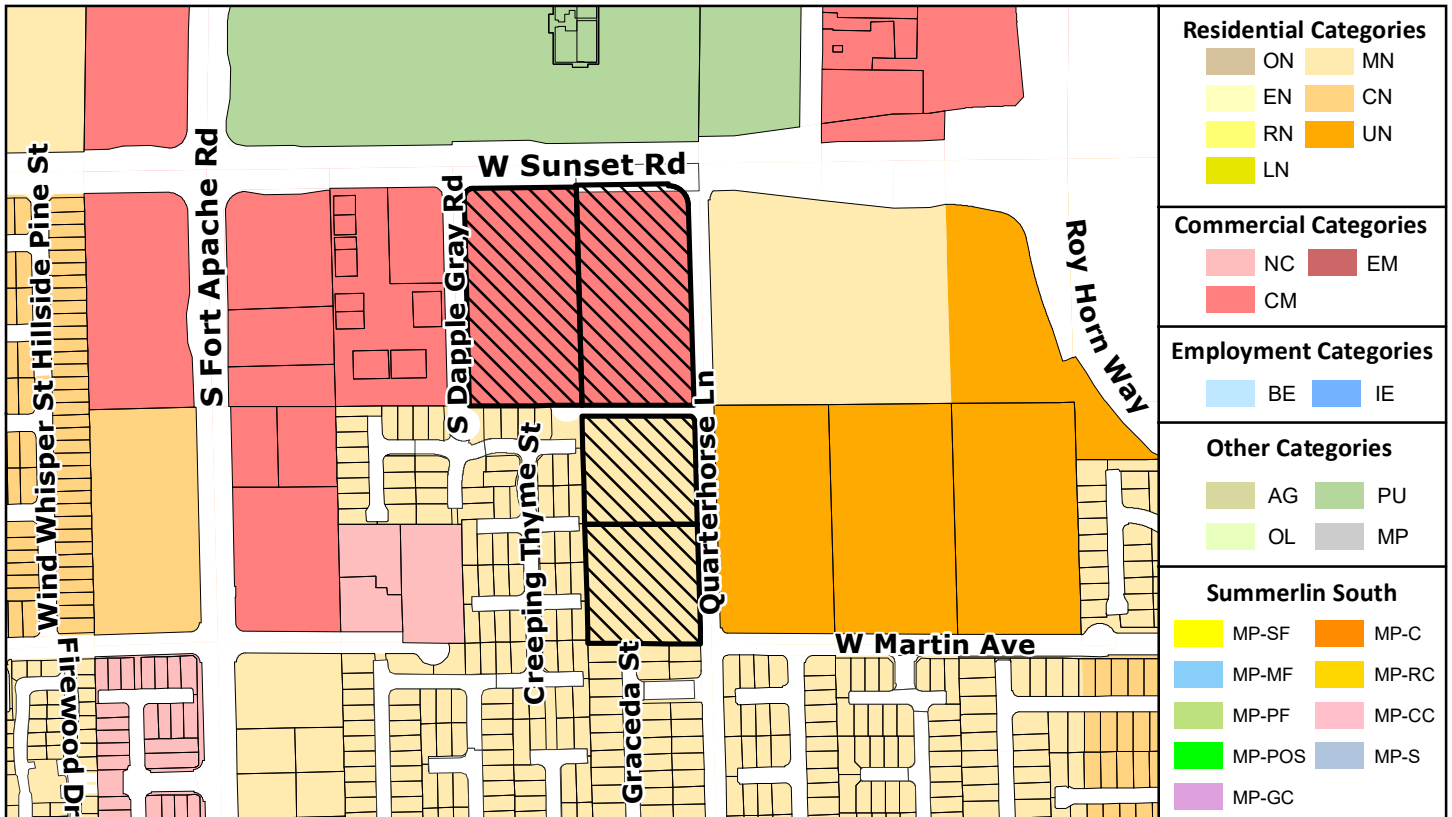 W Sunset Rd
S Fort Apache Rd
S Dapple Gray Rd
Hillside Pine St
Wind Whisper St
Roy Horn Way
Quarterhorse Ln
Creeping Thyme St
W Martin Ave
Graceda St
Firewood Dr
Residential Categories
ON MN
EN CN
RN UN
LN
Commercial Categories
NC EM
CM
Employment Categories
BE IE
Other Categories
AG PU
OL MP
Summerlin South
MP-SF MP-C
MP-MF MP-RC
MP-PF MP-CC
MP-POS MP-S
MP-GC